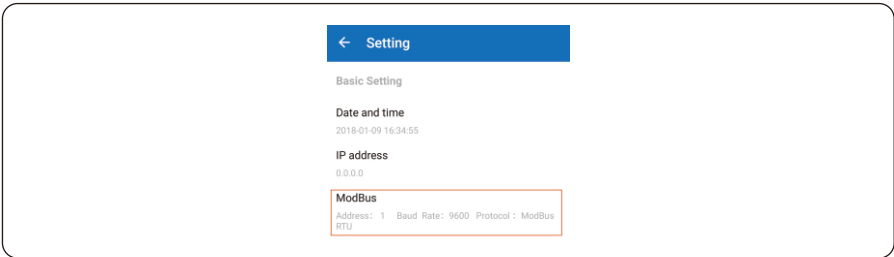 ← Setting
Basic Setting
Date and time
2018-01-09 16:34:55
IP address
0.0.0.0
ModBus
Address: 1 Baud Rate: 9600 Protocol : ModBus
RTU